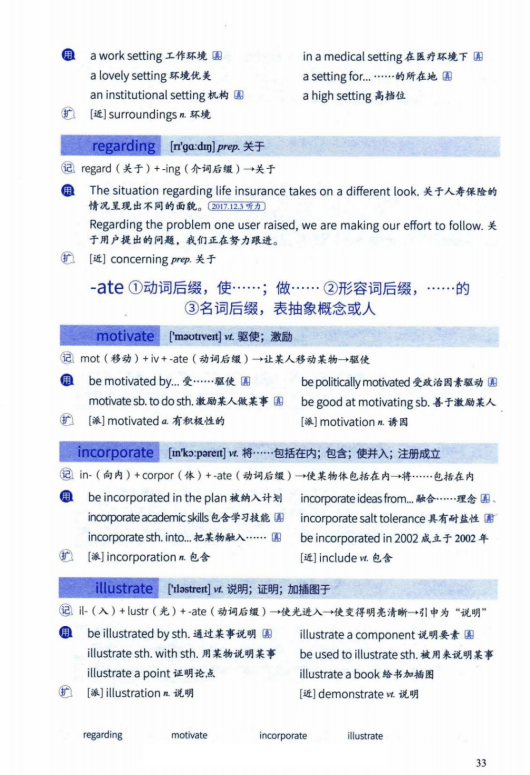 用 a work setting 工作环境 真 in a medical setting 在医疗环境下 真
a lovely setting 环境优美 a setting for... ……的所在地 真
an institutional setting 机构 真 a high setting 高挡位
扩 [近] surroundings n. 环境
regarding [rɪ'ɡɑːdɪŋ] prep. 关于
记 regard（关于）+ -ing（介词后缀）→关于
用 The situation regarding life insurance takes on a different look. 关于人寿保险的
情况呈现出不同的面貌。(2017.12.3 听力)
Regarding the problem one user raised, we are making our effort to follow. 关
于用户提出的问题，我们正在努力跟进。
扩 [近] concerning prep. 关于
-ate ①动词后缀，使……；做…… ②形容词后缀，……的
③名词后缀，表抽象概念或人
motivate ['məʊtɪveɪt] vt. 驱使；激励
记 mot（移动）+ iv + -ate（动词后缀）→让某人移动某物→驱使
用 be motivated by... 受……驱使 真 be politically motivated 受政治因素驱动 真
motivate sb. to do sth. 激励某人做某事 真 be good at motivating sb. 善于激励某人
扩 [派] motivated a. 有积极性的 [派] motivation n. 诱因
incorporate [ɪn'kɔːpəreɪt] vt. 将……包括在内；包含；使并入；注册成立
记 in-（向内）+ corpor（体）+ -ate（动词后缀）→使某物体包括在内→将……包括在内
用 be incorporated in the plan 被纳入计划 incorporate ideas from... 融合……理念 真
incorporate academic skills 包含学习技能 真 incorporate salt tolerance 具有耐盐性 真
incorporate sth. into... 把某物融入…… 真 be incorporated in 2002 成立于 2002 年
扩 [派] incorporation n. 包含 [近] include vt. 包含
illustrate ['ɪləstreɪt] vt. 说明；证明；加插图于
记 il-（入）+ lustr（光）+ -ate（动词后缀）→使光进入→使变得明亮清晰→引申为“说明”
用 be illustrated by sth. 通过某事说明 真 illustrate a component 说明要素 真
illustrate sth. with sth. 用某物说明某事 be used to illustrate sth. 被用来说明某事
illustrate a point 证明论点 illustrate a book 给书加插图
扩 [派] illustration n. 说明 [近] demonstrate vt. 说明
regarding motivate incorporate illustrate
33